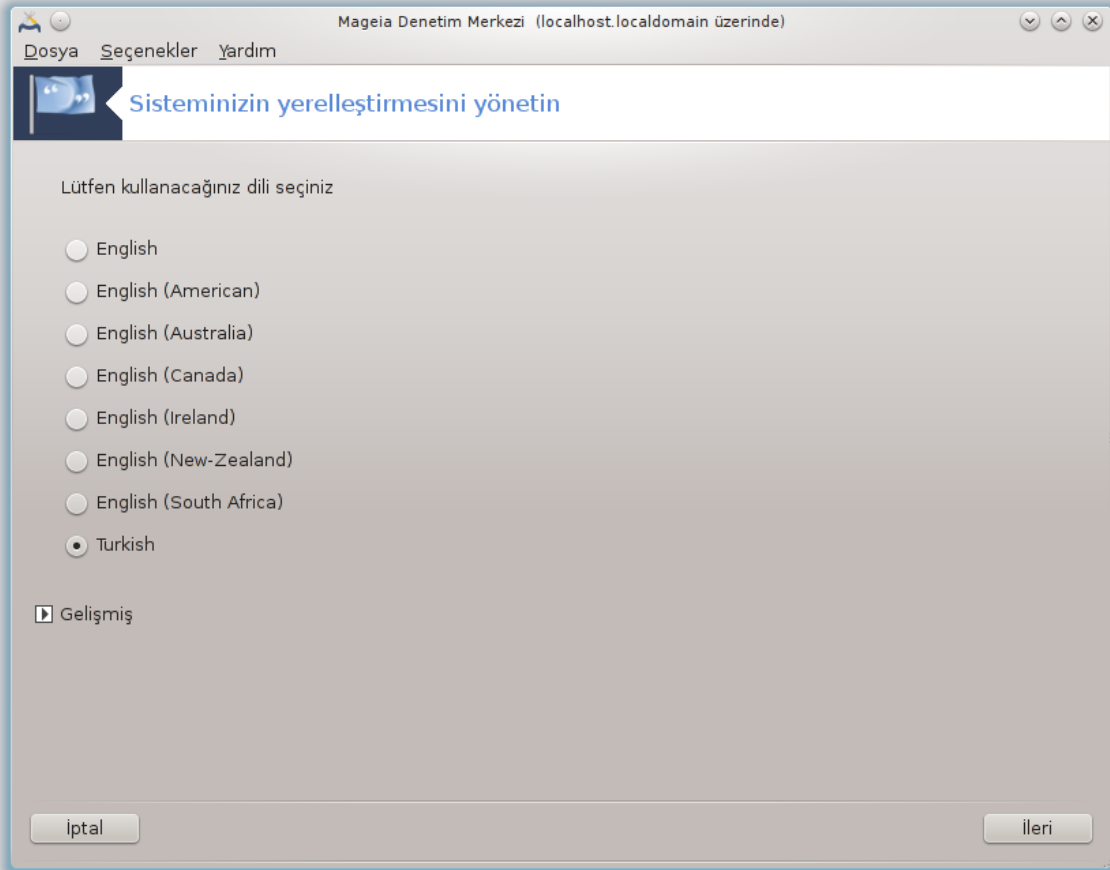 Mageia Denetim Merkezi (localhost.localdomain üzerinde)
Dosya Seçenekler Yardım
Sisteminizin yerelleştirmesini yönetin
Lütfen kullanacağınız dili seçiniz
English
English (American)
English (Australia)
English (Canada)
English (Ireland)
English (New-Zealand)
English (South Africa)
Turkish
Gelişmiş
İptal İleri